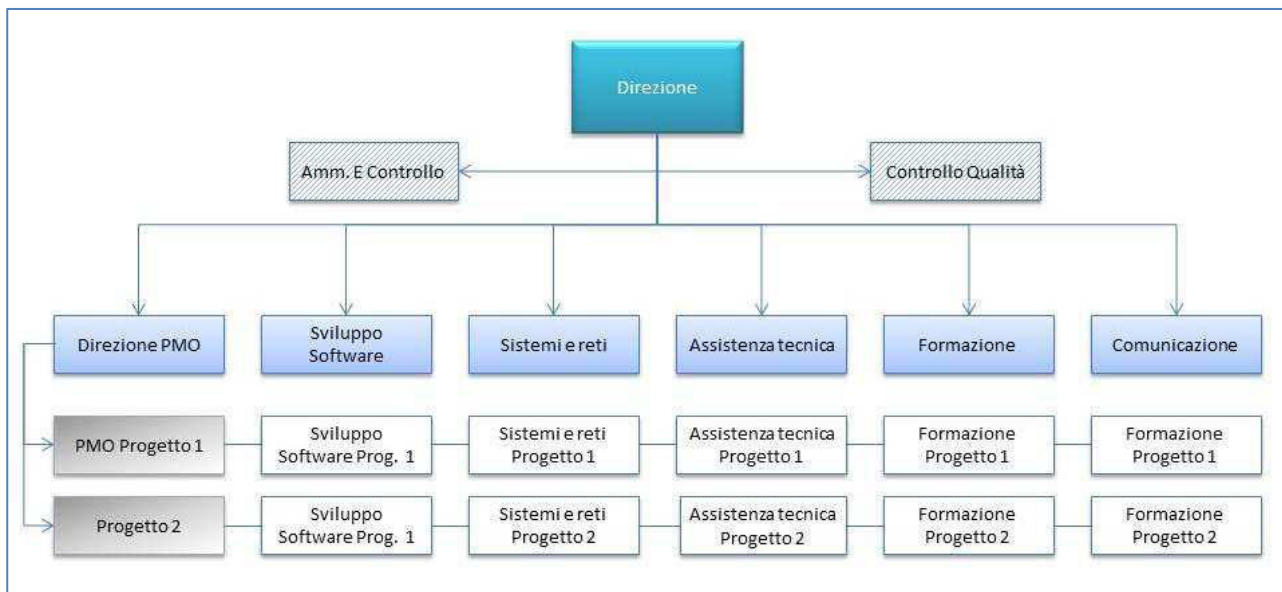 Direzione
Amm. E Controllo
Controllo Qualità
Direzione PMO
Sviluppo
Software
Sistemi e reti
Assistenza tecnica
Formazione
Comunicazione
PMO Progetto 1
Sviluppo
Software Prog. 1
Sistemi e reti
Progetto 1
Assistenza tecnica
Progetto 1
Formazione
Progetto 1
Formazione
Progetto 1
Progetto 2
Sviluppo
Software Prog. 1
Sistemi e reti
Progetto 2
Assistenza tecnica
Progetto 2
Formazione
Progetto 2
Formazione
Progetto 2